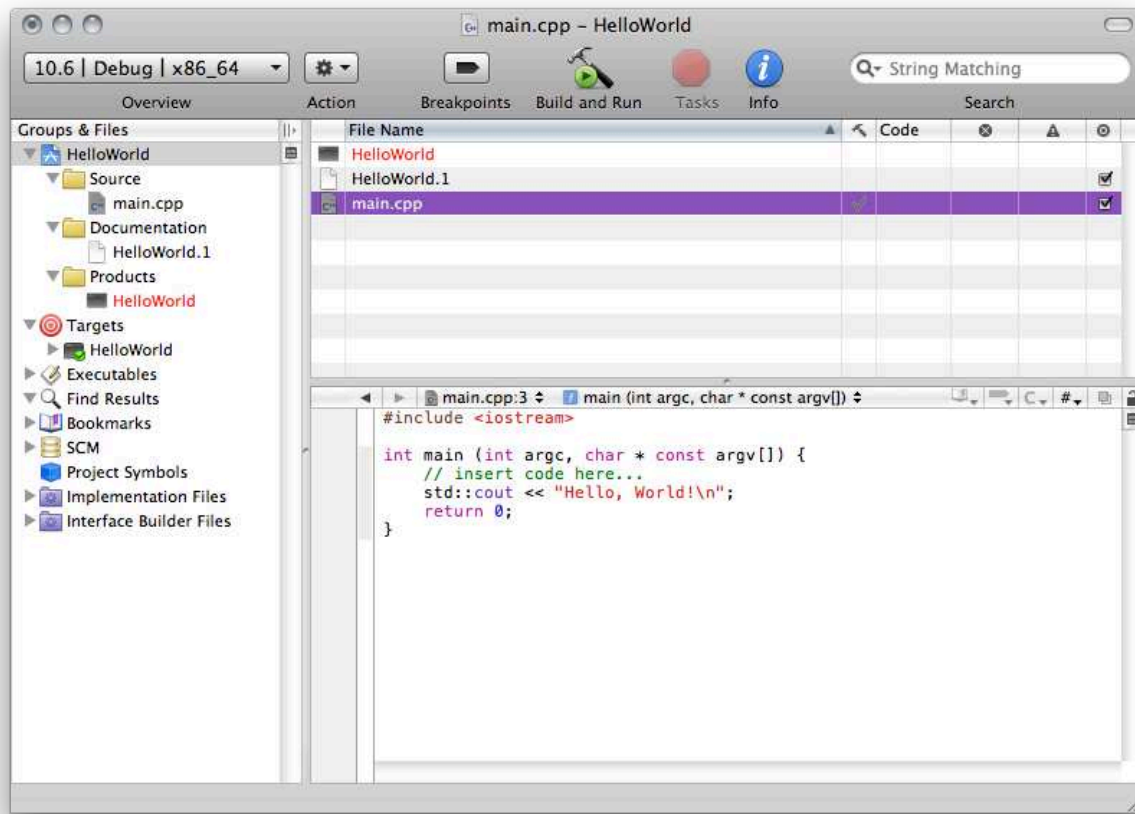 main.cpp – HelloWorld
10.6 | Debug | x86_64
String Matching
Overview
Action
Breakpoints
Build and Run
Tasks
Info
Search
Groups & Files
HelloWorld
Source
main.cpp
Documentation
HelloWorld.1
Products
HelloWorld
Targets
HelloWorld
Executables
Find Results
Bookmarks
SCM
Project Symbols
Implementation Files
Interface Builder Files
File Name
Code
HelloWorld
HelloWorld.1
main.cpp
main.cpp:3
main (int argc, char * const argv[])
C
#
#include <iostream>
int main (int argc, char * const argv[]) {
// insert code here...
std::cout << "Hello, World!\n";
return 0;
}